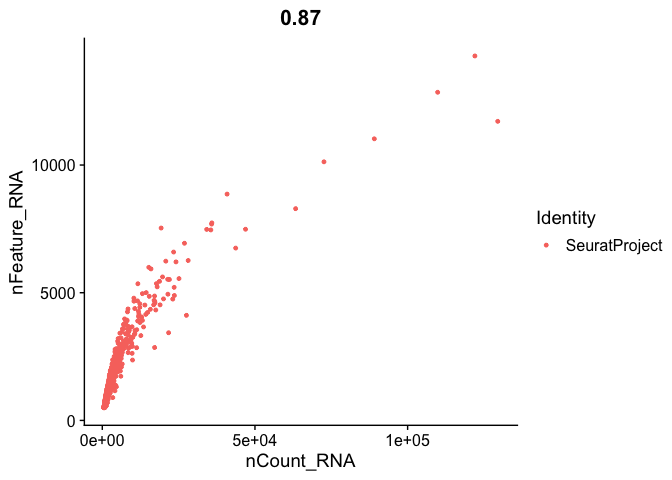 0.87
nFeature_RNA
10000
5000
0
0e+00
5e+04
1e+05
nCount_RNA
Identity
SeuratProject